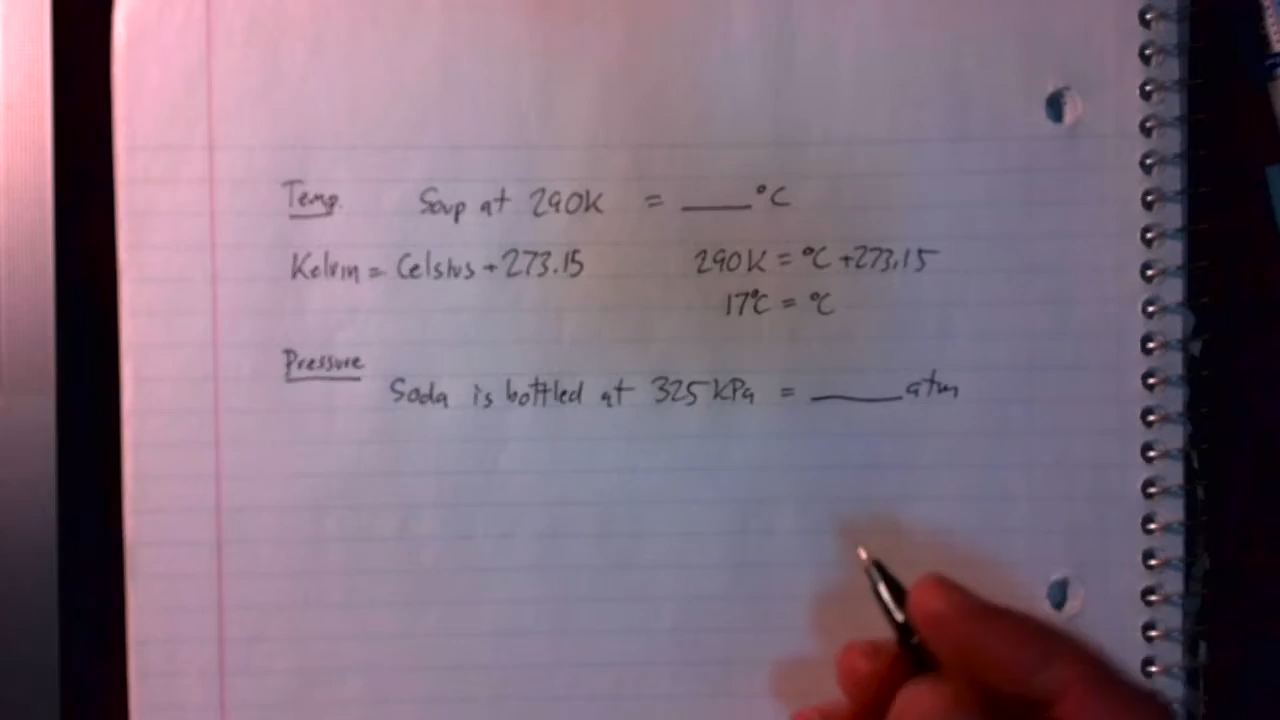 Temp. Soup at 290K = ___ °C
Kelvin = Celsius + 273.15 290K = °C + 273.15
17°C = °C
Pressure
Soda is bottled at 325 KPa = ____ atm